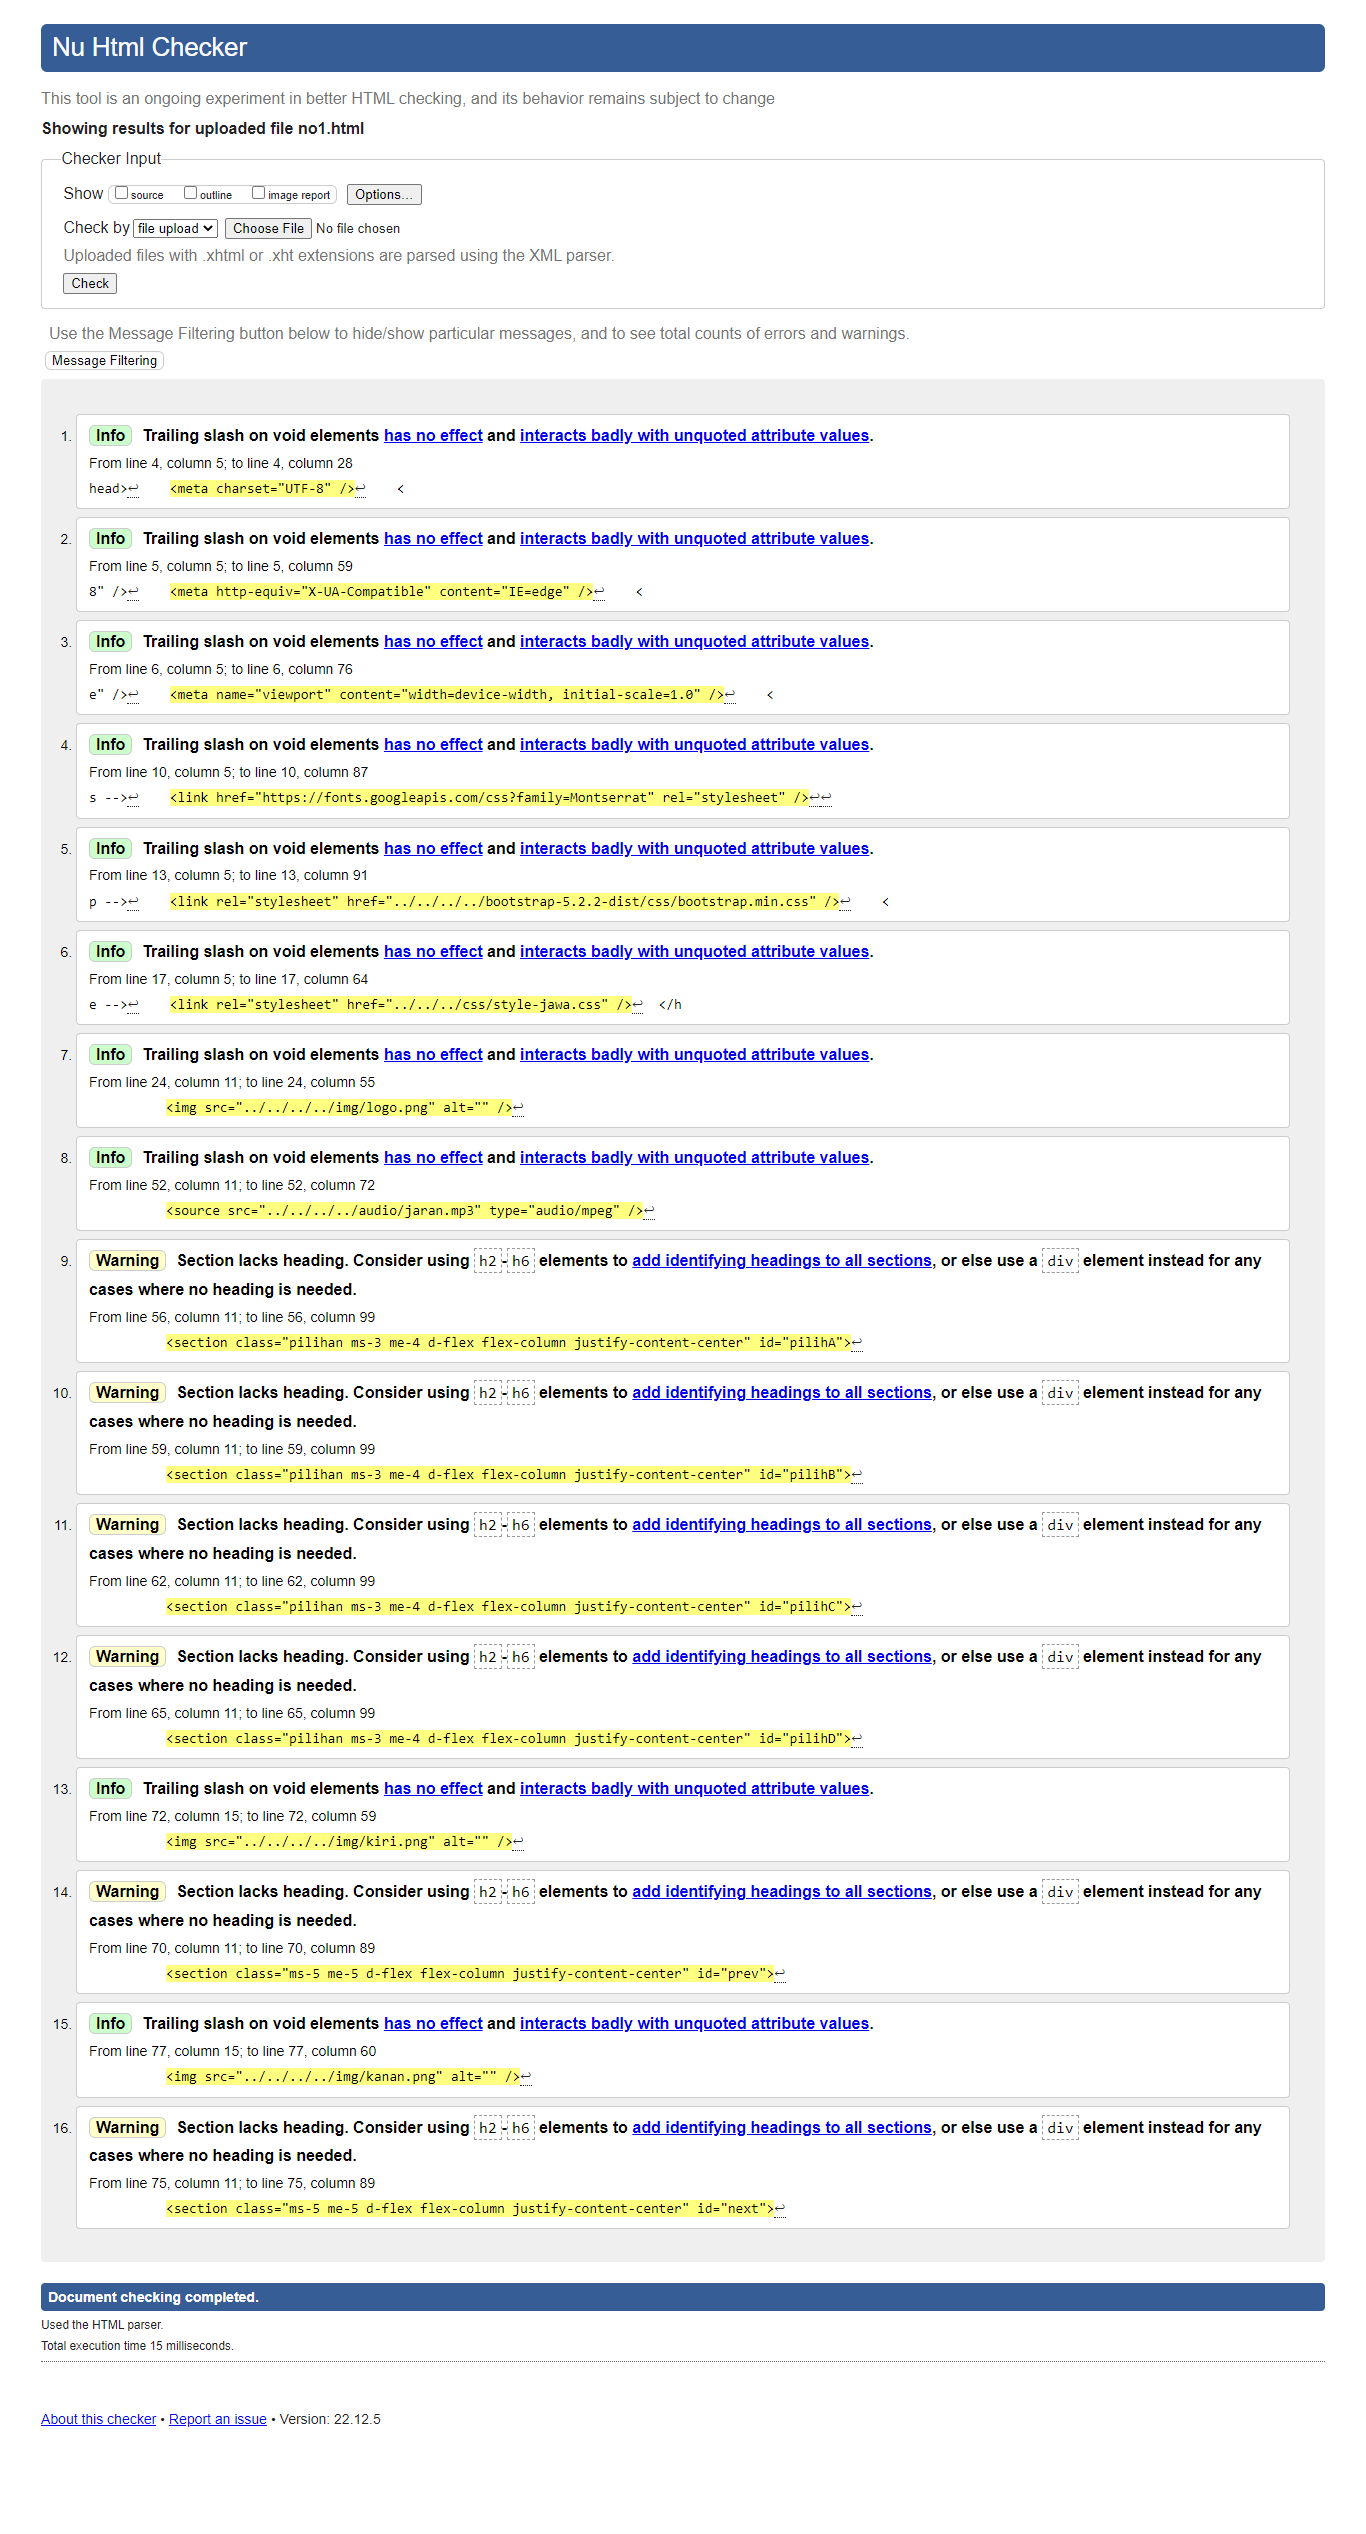 Nu Html Checker
This tool is an ongoing experiment in better HTML checking, and its behavior remains subject to change
Showing results for uploaded file no1.html
Checker Input
Show source outline image report Options...
Check by file upload Choose File No file chosen
Uploaded files with .xhtml or .xht extensions are parsed using the XML parser.
Check
Use the Message Filtering button below to hide/show particular messages, and to see total counts of errors and warnings.
Message Filtering
1. Info Trailing slash on void elements has no effect and interacts badly with unquoted attribute values.
From line 4, column 5; to line 4, column 28
head>↩ <meta charset="UTF-8" />↩ <
2. Info Trailing slash on void elements has no effect and interacts badly with unquoted attribute values.
From line 5, column 5; to line 5, column 59
8" />↩ <meta http-equiv="X-UA-Compatible" content="IE=edge" />↩ <
3. Info Trailing slash on void elements has no effect and interacts badly with unquoted attribute values.
From line 6, column 5; to line 6, column 76
e" />↩ <meta name="viewport" content="width=device-width, initial-scale=1.0" />↩ <
4. Info Trailing slash on void elements has no effect and interacts badly with unquoted attribute values.
From line 10, column 5; to line 10, column 87
s -->↩ <link href="https://fonts.googleapis.com/css?family=Montserrat" rel="stylesheet" />↩↩
5. Info Trailing slash on void elements has no effect and interacts badly with unquoted attribute values.
From line 13, column 5; to line 13, column 91
p -->↩ <link rel="stylesheet" href="../../../../bootstrap-5.2.2-dist/css/bootstrap.min.css" />↩ <
6. Info Trailing slash on void elements has no effect and interacts badly with unquoted attribute values.
From line 17, column 5; to line 17, column 64
e -->↩ <link rel="stylesheet" href="../../../css/style-jawa.css" />↩ </h
7. Info Trailing slash on void elements has no effect and interacts badly with unquoted attribute values.
From line 24, column 11; to line 24, column 55
<img src="../../../../img/logo.png" alt="" />↩
8. Info Trailing slash on void elements has no effect and interacts badly with unquoted attribute values.
From line 52, column 11; to line 52, column 72
<source src="../../../../audio/jaran.mp3" type="audio/mpeg" />↩
9. Warning Section lacks heading. Consider using h2-h6 elements to add identifying headings to all sections, or else use a div element instead for any
cases where no heading is needed.
From line 56, column 11; to line 56, column 99
<section class="pilihan ms-3 me-4 d-flex flex-column justify-content-center" id="pilihA">↩
10. Warning Section lacks heading. Consider using h2-h6 elements to add identifying headings to all sections, or else use a div element instead for any
cases where no heading is needed.
From line 59, column 11; to line 59, column 99
<section class="pilihan ms-3 me-4 d-flex flex-column justify-content-center" id="pilihB">↩
11. Warning Section lacks heading. Consider using h2-h6 elements to add identifying headings to all sections, or else use a div element instead for any
cases where no heading is needed.
From line 62, column 11; to line 62, column 99
<section class="pilihan ms-3 me-4 d-flex flex-column justify-content-center" id="pilihC">↩
12. Warning Section lacks heading. Consider using h2-h6 elements to add identifying headings to all sections, or else use a div element instead for any
cases where no heading is needed.
From line 65, column 11; to line 65, column 99
<section class="pilihan ms-3 me-4 d-flex flex-column justify-content-center" id="pilihD">↩
13. Info Trailing slash on void elements has no effect and interacts badly with unquoted attribute values.
From line 72, column 15; to line 72, column 59
<img src="../../../../img/kiri.png" alt="" />↩
14. Warning Section lacks heading. Consider using h2-h6 elements to add identifying headings to all sections, or else use a div element instead for any
cases where no heading is needed.
From line 70, column 11; to line 70, column 89
<section class="ms-5 me-5 d-flex flex-column justify-content-center" id="prev">↩
15. Info Trailing slash on void elements has no effect and interacts badly with unquoted attribute values.
From line 77, column 15; to line 77, column 60
<img src="../../../../img/kanan.png" alt="" />↩
16. Warning Section lacks heading. Consider using h2-h6 elements to add identifying headings to all sections, or else use a div element instead for any
cases where no heading is needed.
From line 75, column 11; to line 75, column 89
<section class="ms-5 me-5 d-flex flex-column justify-content-center" id="next">↩
Document checking completed.
Used the HTML parser.
Total execution time 15 milliseconds.
About this checker • Report an issue • Version: 22.12.5